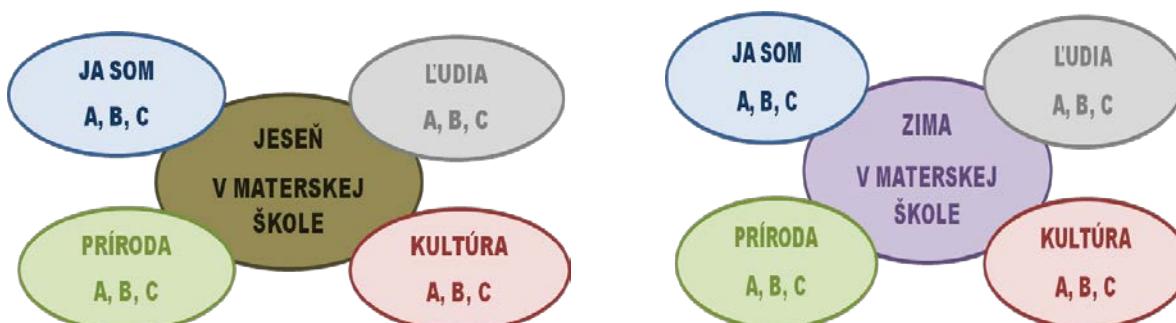 JA SOM
A, B, C
ĽUDIA
A, B, C
JESEŇ
V MATERSKEJ
ŠKOLE
PRÍRODA
A, B, C
KULTÚRA
A, B, C
JA SOM
A, B, C
ĽUDIA
A, B, C
ZIMA
V MATERSKEJ
ŠKOLE
PRÍRODA
A, B, C
KULTÚRA
A, B, C